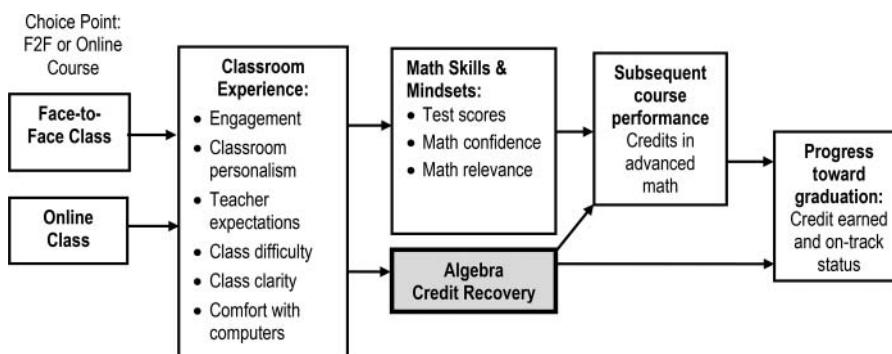 Choice Point:
F2F or Online
Course
Face-to-
Face Class
Online
Class
Classroom
Experience:
• Engagement
• Classroom
personalism
• Teacher
expectations
• Class difficulty
• Class clarity
• Comfort with
computers
Math Skills &
Mindsets:
• Test scores
• Math confidence
• Math relevance
Algebra
Credit Recovery
Subsequent
course
performance
Credits in
advanced
math
Progress
toward
graduation:
Credit earned
and on-track
status